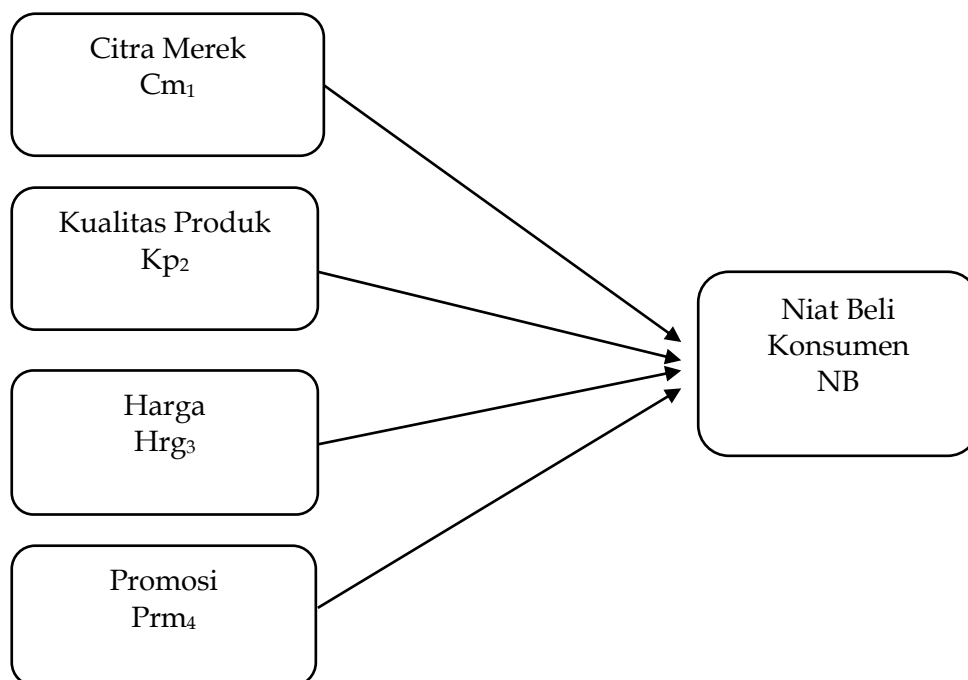 Citra Merek
Cm₁
Kualitas Produk
Kp₂
Harga
Hrg₃
Promosi
Prm₄
Niat Beli
Konsumen
NB